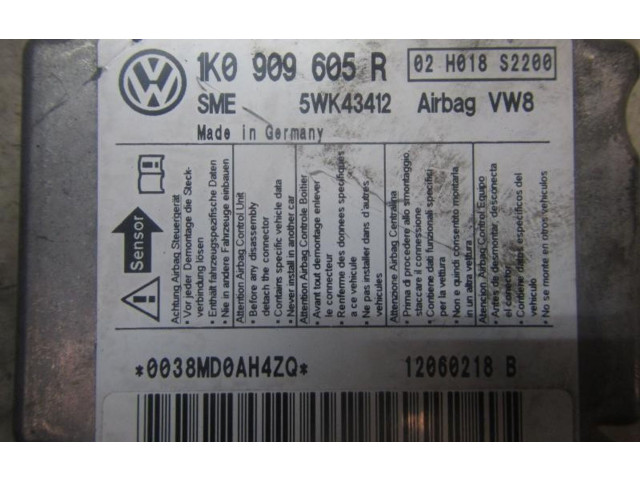 1K0 909 605 R
02 H018 S2200
SME 5WK43412 Airbag VW8
Made in Germany
Sensor
Achtung Airbag Steuergerät
• Vor jeder Demontage die Steck-
verbindung lösen
• Enthält fahrzeugspezifische Daten
• Nie in andere Fahrzeuge einbauen
Attention Airbag Control Unit
• Before any disassembly
detach the connector
• Contains specific vehicle data
• Never install in another car
Attention Airbag Controle Boitier
• Avant tout demontage enlever
le connecteur
• Renferme des donnees specifiques
a ce vehicule
• Ne pas installer dans d'autres
vehicules
Attenzione Airbag Centralina
• Prima di procedere allo smontaggio,
staccare il connessione
• Contiene dati funzionali specifici
per la vettura
• Non e quindi consentito montarla
in un altra vettura
Atencion Airbag Control Equipo
• Antes de desmontar, desconecta
el conector
• Contiene datos especificos del
vehiculo
• No se monte en otros vehiculos
*0038MD0AH4ZQ*
12060218 B